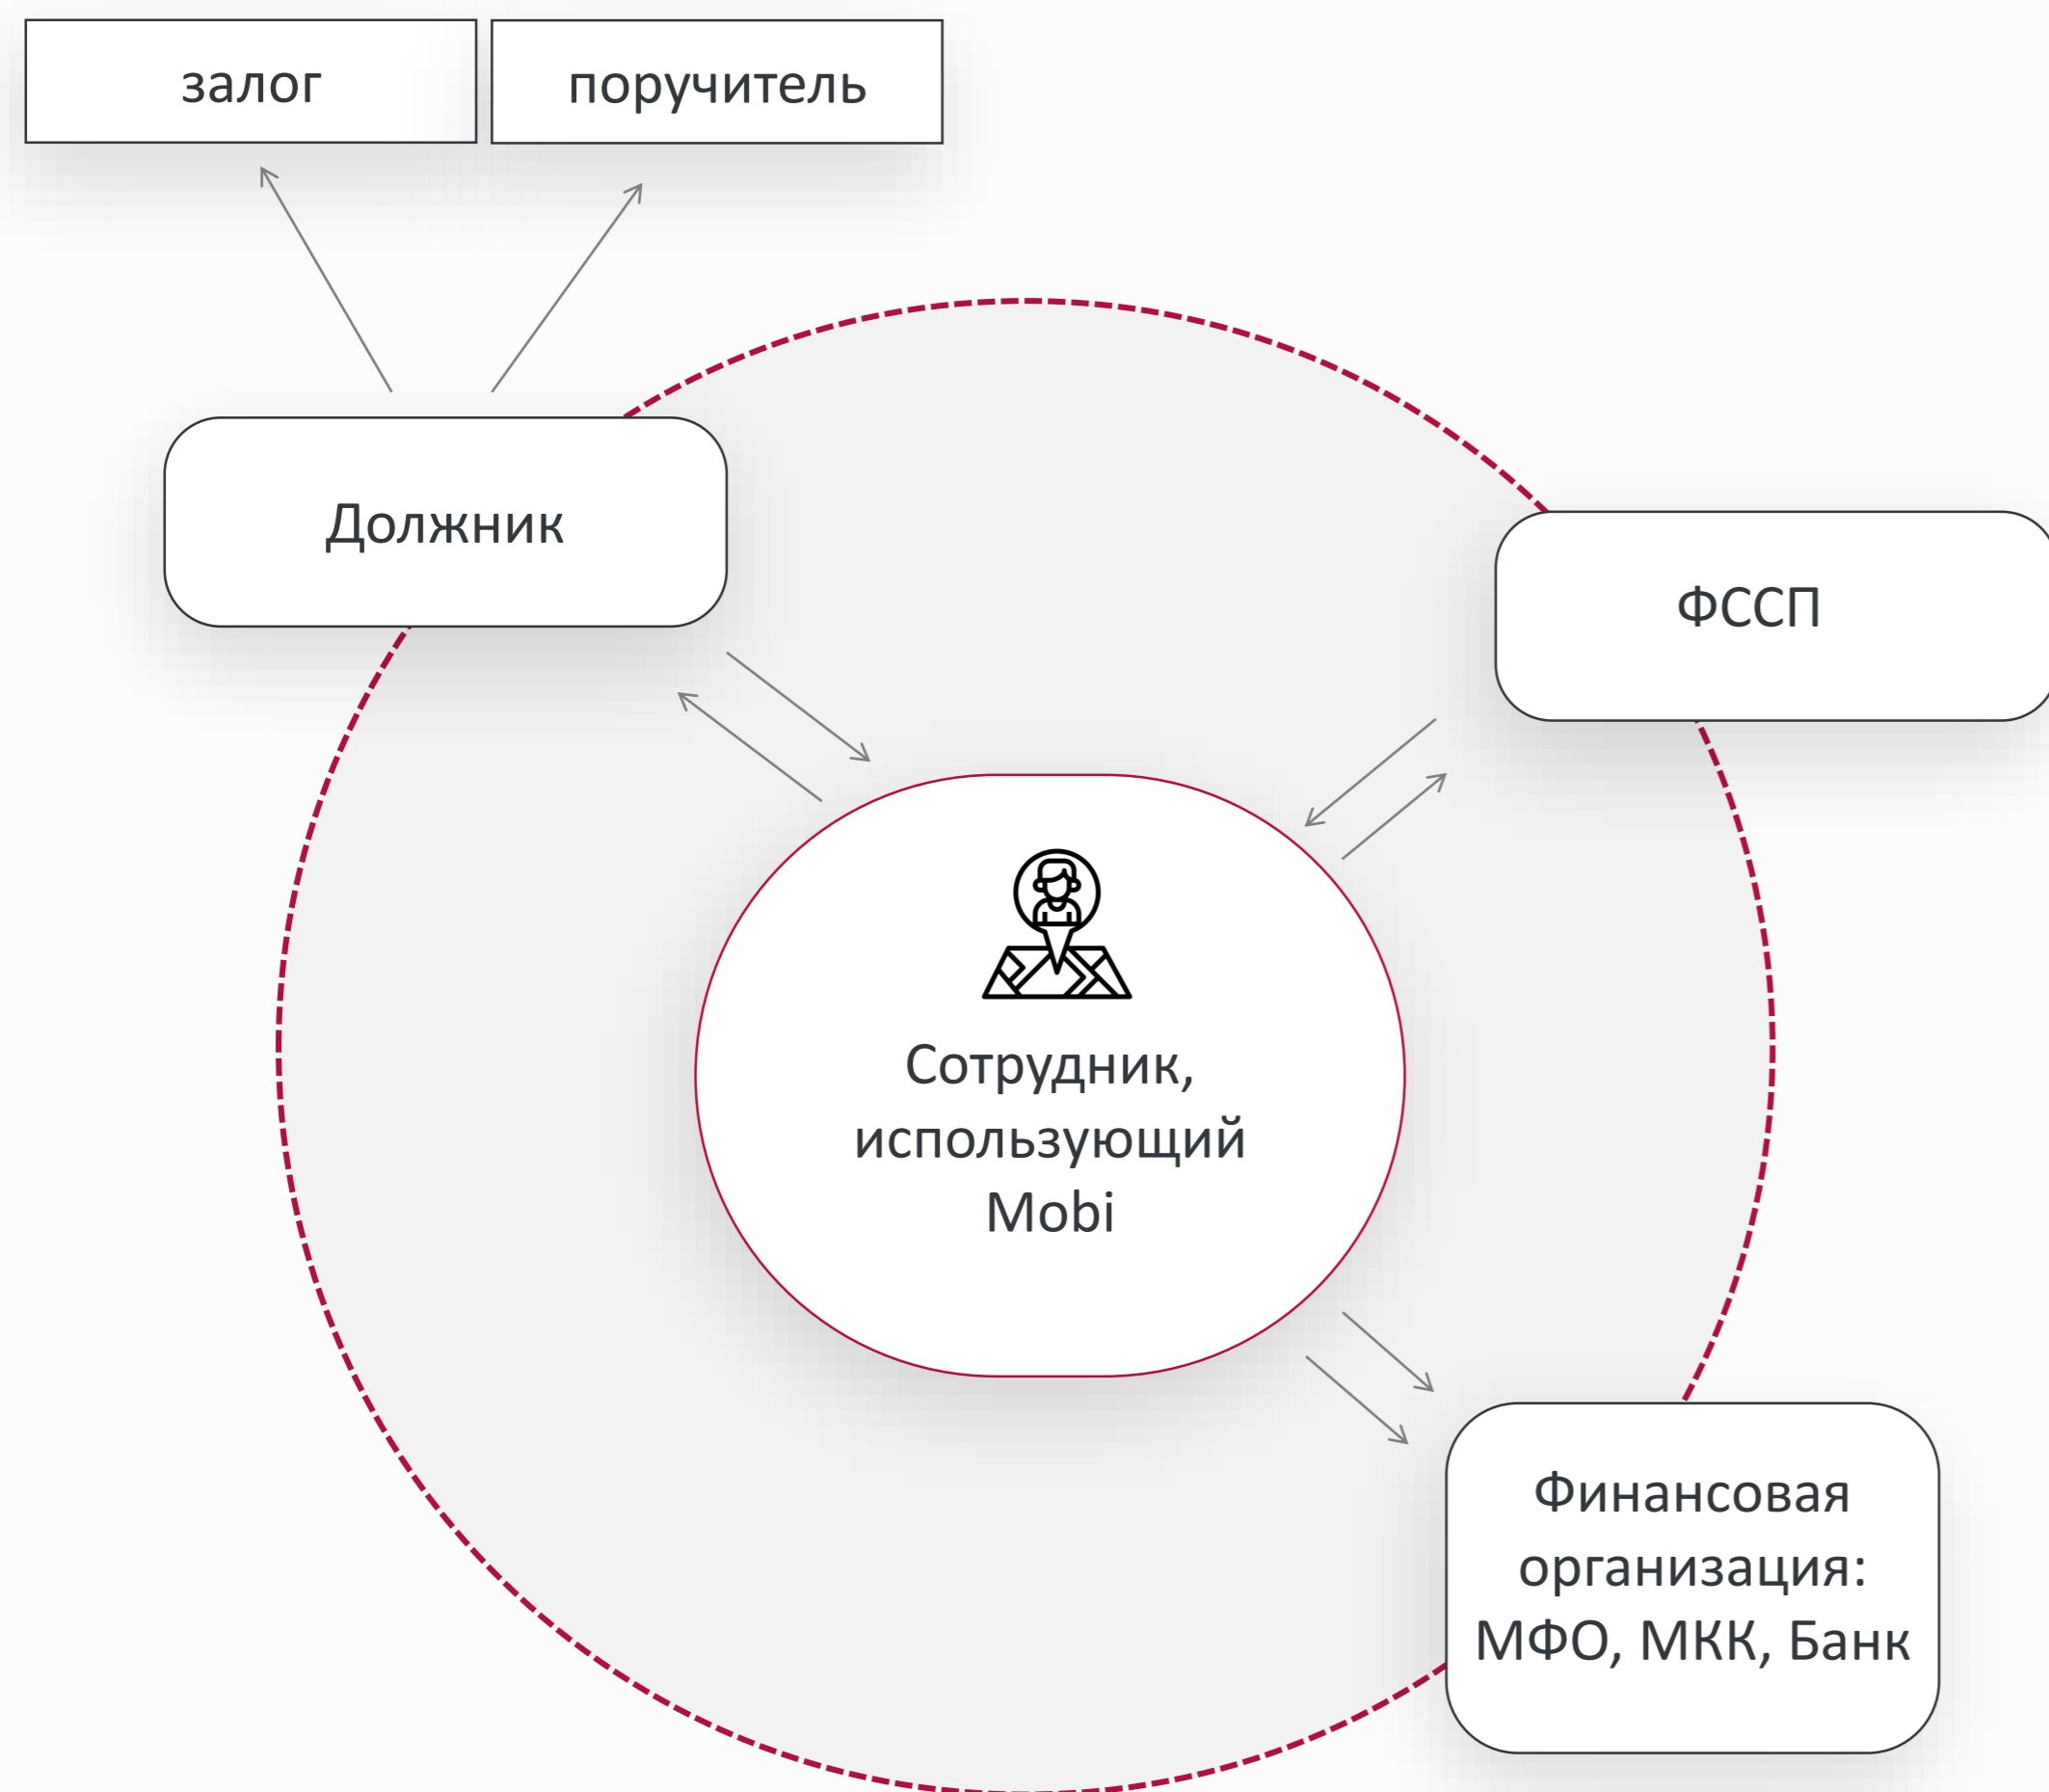 залог
поручитель
Должник
ФССП
Сотрудник,
использующий
Mobi
Финансовая
организация:
МФО, МКК, Банк